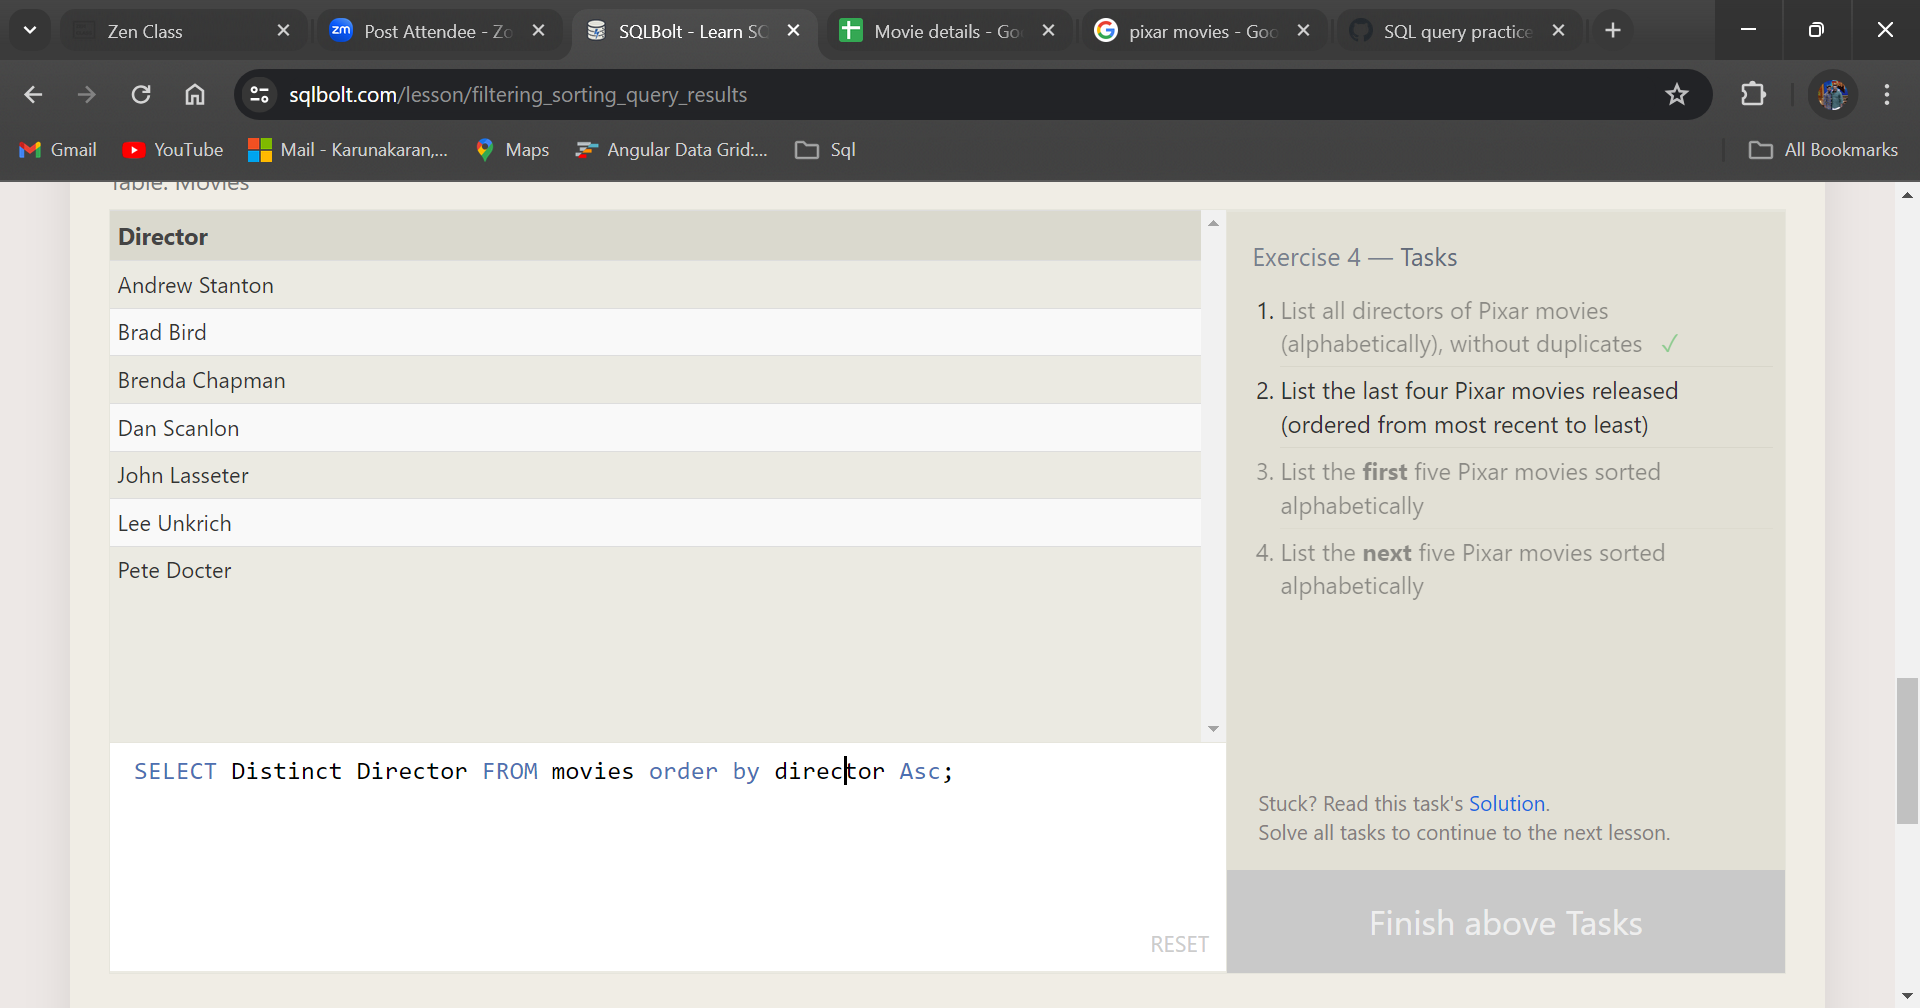 Zen Class
Post Attendee - Zo
SQLBolt - Learn SC
Movie details - Goo
pixar movies - Goo
SQL query practice
sqlbolt.com/lesson/filtering_sorting_query_results
Gmail
YouTube
Mail - Karunakaran,...
Maps
Angular Data Grid:...
Sql
All Bookmarks
Table: Movies
Director
Andrew Stanton
Brad Bird
Brenda Chapman
Dan Scanlon
John Lasseter
Lee Unkrich
Pete Docter
SELECT Distinct Director FROM movies order by director Asc;
RESET
Exercise 4 — Tasks
1. List all directors of Pixar movies
(alphabetically), without duplicates ✓
2. List the last four Pixar movies released
(ordered from most recent to least)
3. List the first five Pixar movies sorted
alphabetically
4. List the next five Pixar movies sorted
alphabetically
Stuck? Read this task's Solution.
Solve all tasks to continue to the next lesson.
Finish above Tasks